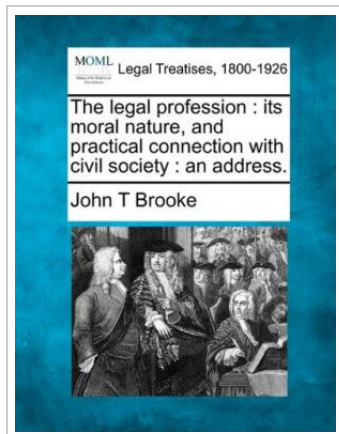 MOML
Legal Treatises, 1800-1926
The legal profession : its
moral nature, and
practical connection with
civil society : an address.
John T Brooke